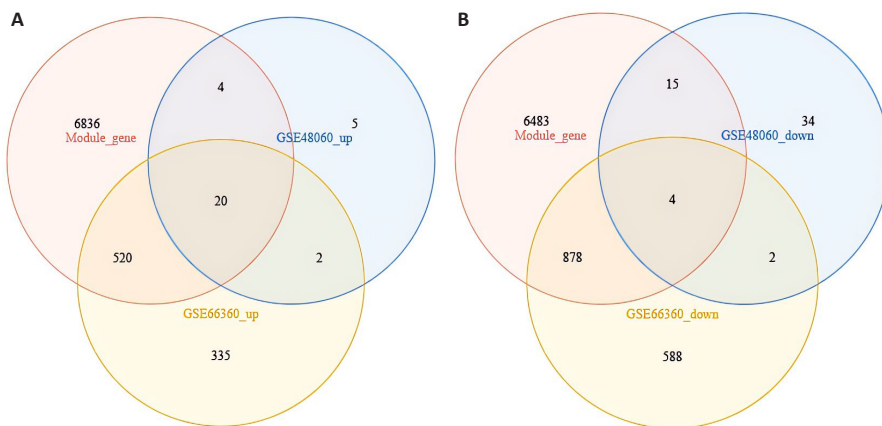 A
6836
Module_gene
4
5
GSE48060_up
20
520
2
GSE66360_up
335
B
6483
Module_gene
15
34
GSE48060_down
4
878
2
GSE66360_down
588